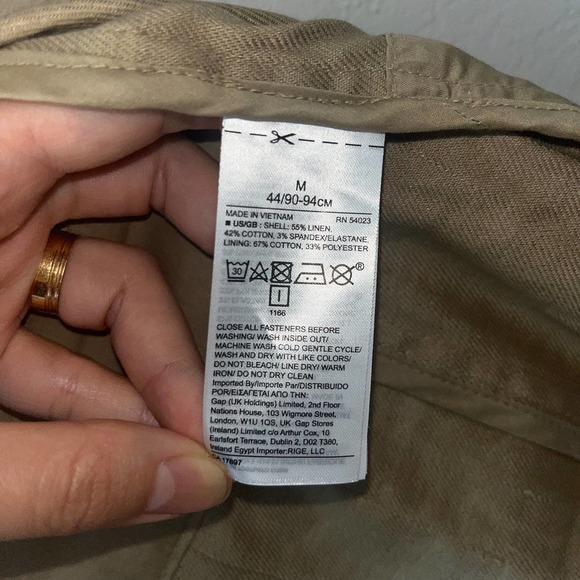 M
44/90-94CM
MADE IN VIETNAM RN 54023
■ US/GB : SHELL: 55% LINEN,
42% COTTON, 3% SPANDEX/ELASTANE,
LINING: 67% COTTON, 33% POLYESTER
30 ®
I
1166
CLOSE ALL FASTENERS BEFORE
WASHING/ WASH INSIDE OUT/
MACHINE WASH COLD GENTLE CYCLE/
WASH AND DRY WITH LIKE COLORS/
DO NOT BLEACH/ LINE DRY/ WARM
IRON/ DO NOT DRY CLEAN
Imported By/Importe Par/DISTRIBUIDO
POR/ΕΙΣΑΓΕΤΑΙ ΑΠΟ ΤΗΝ:
Gap (UK Holdings) Limited, 2nd Floor
Nations House, 103 Wigmore Street,
London, W1U 1QS, UK Gap Stores
(Ireland) Limited c/o Arthur Cox, 10
Earlsfort Terrace, Dublin 2, D02 T380,
Ireland Egypt Importer:RIGE, LLC